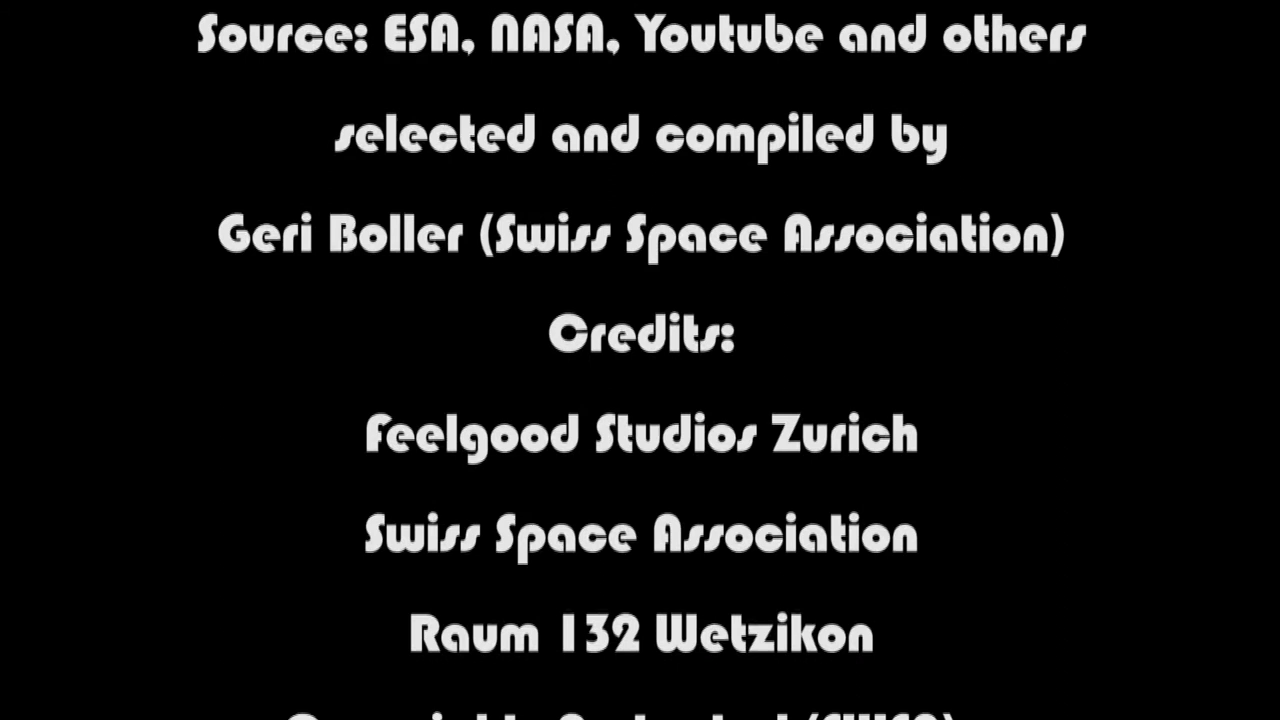 Source: ESA, NASA, Youtube and others
selected and compiled by
Geri Boller (Swiss Space Association)
Credits:
Feelgood Studios Zurich
Swiss Space Association
Raum 132 Wetzikon